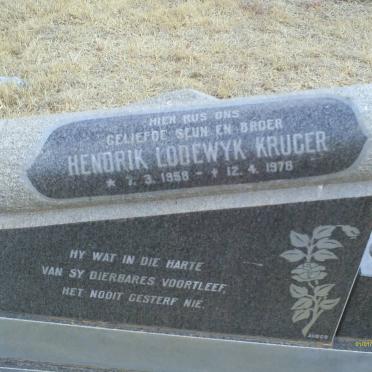 HIER RUS ONS
GELIEFDE SEUN EN BROER
HENDRIK LODEWYK KRUGER
* 7. 3. 1958 - * 12. 4. 1978
HY WAT IN DIE HARTE
VAN SY DIERBARES VOORTLEEF,
HET NOOIT GESTERF NIE.